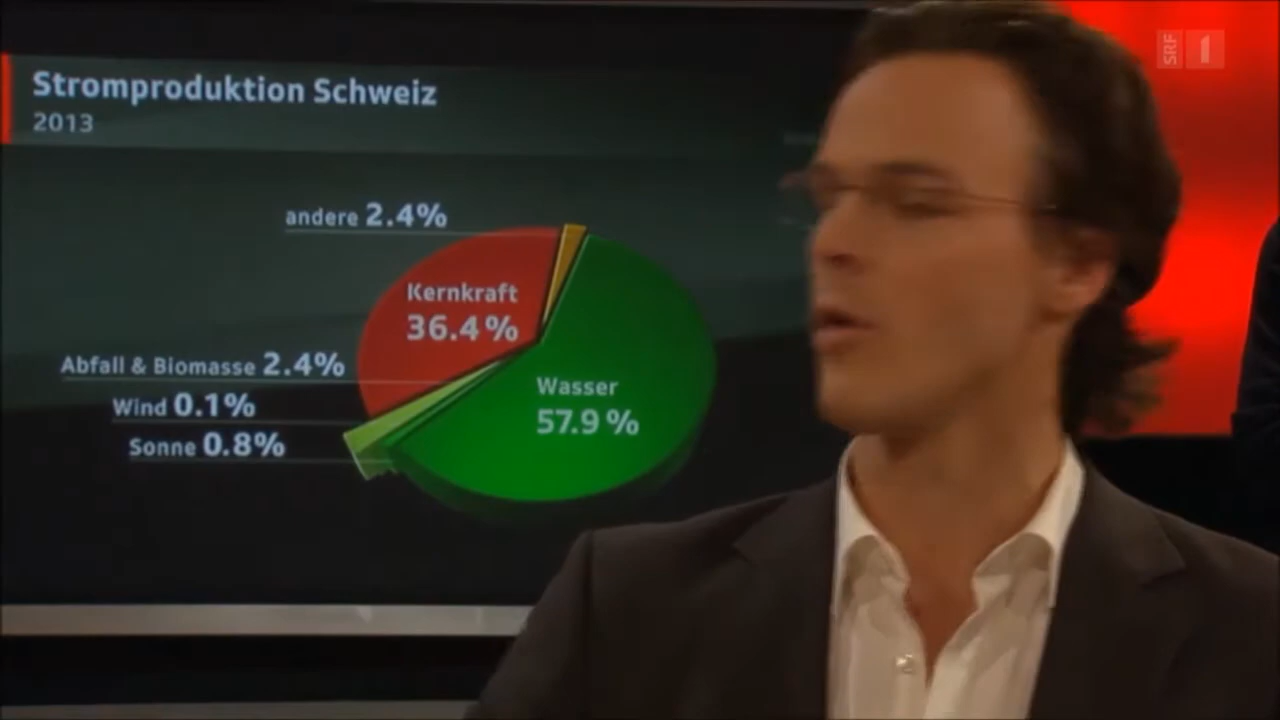 Stromproduktion Schweiz
2013
andere 2.4%
Kernkraft
36.4%
Abfall & Biomasse 2.4%
Wind 0.1%
Sonne 0.8%
Wasser
57.9%
SRF 1